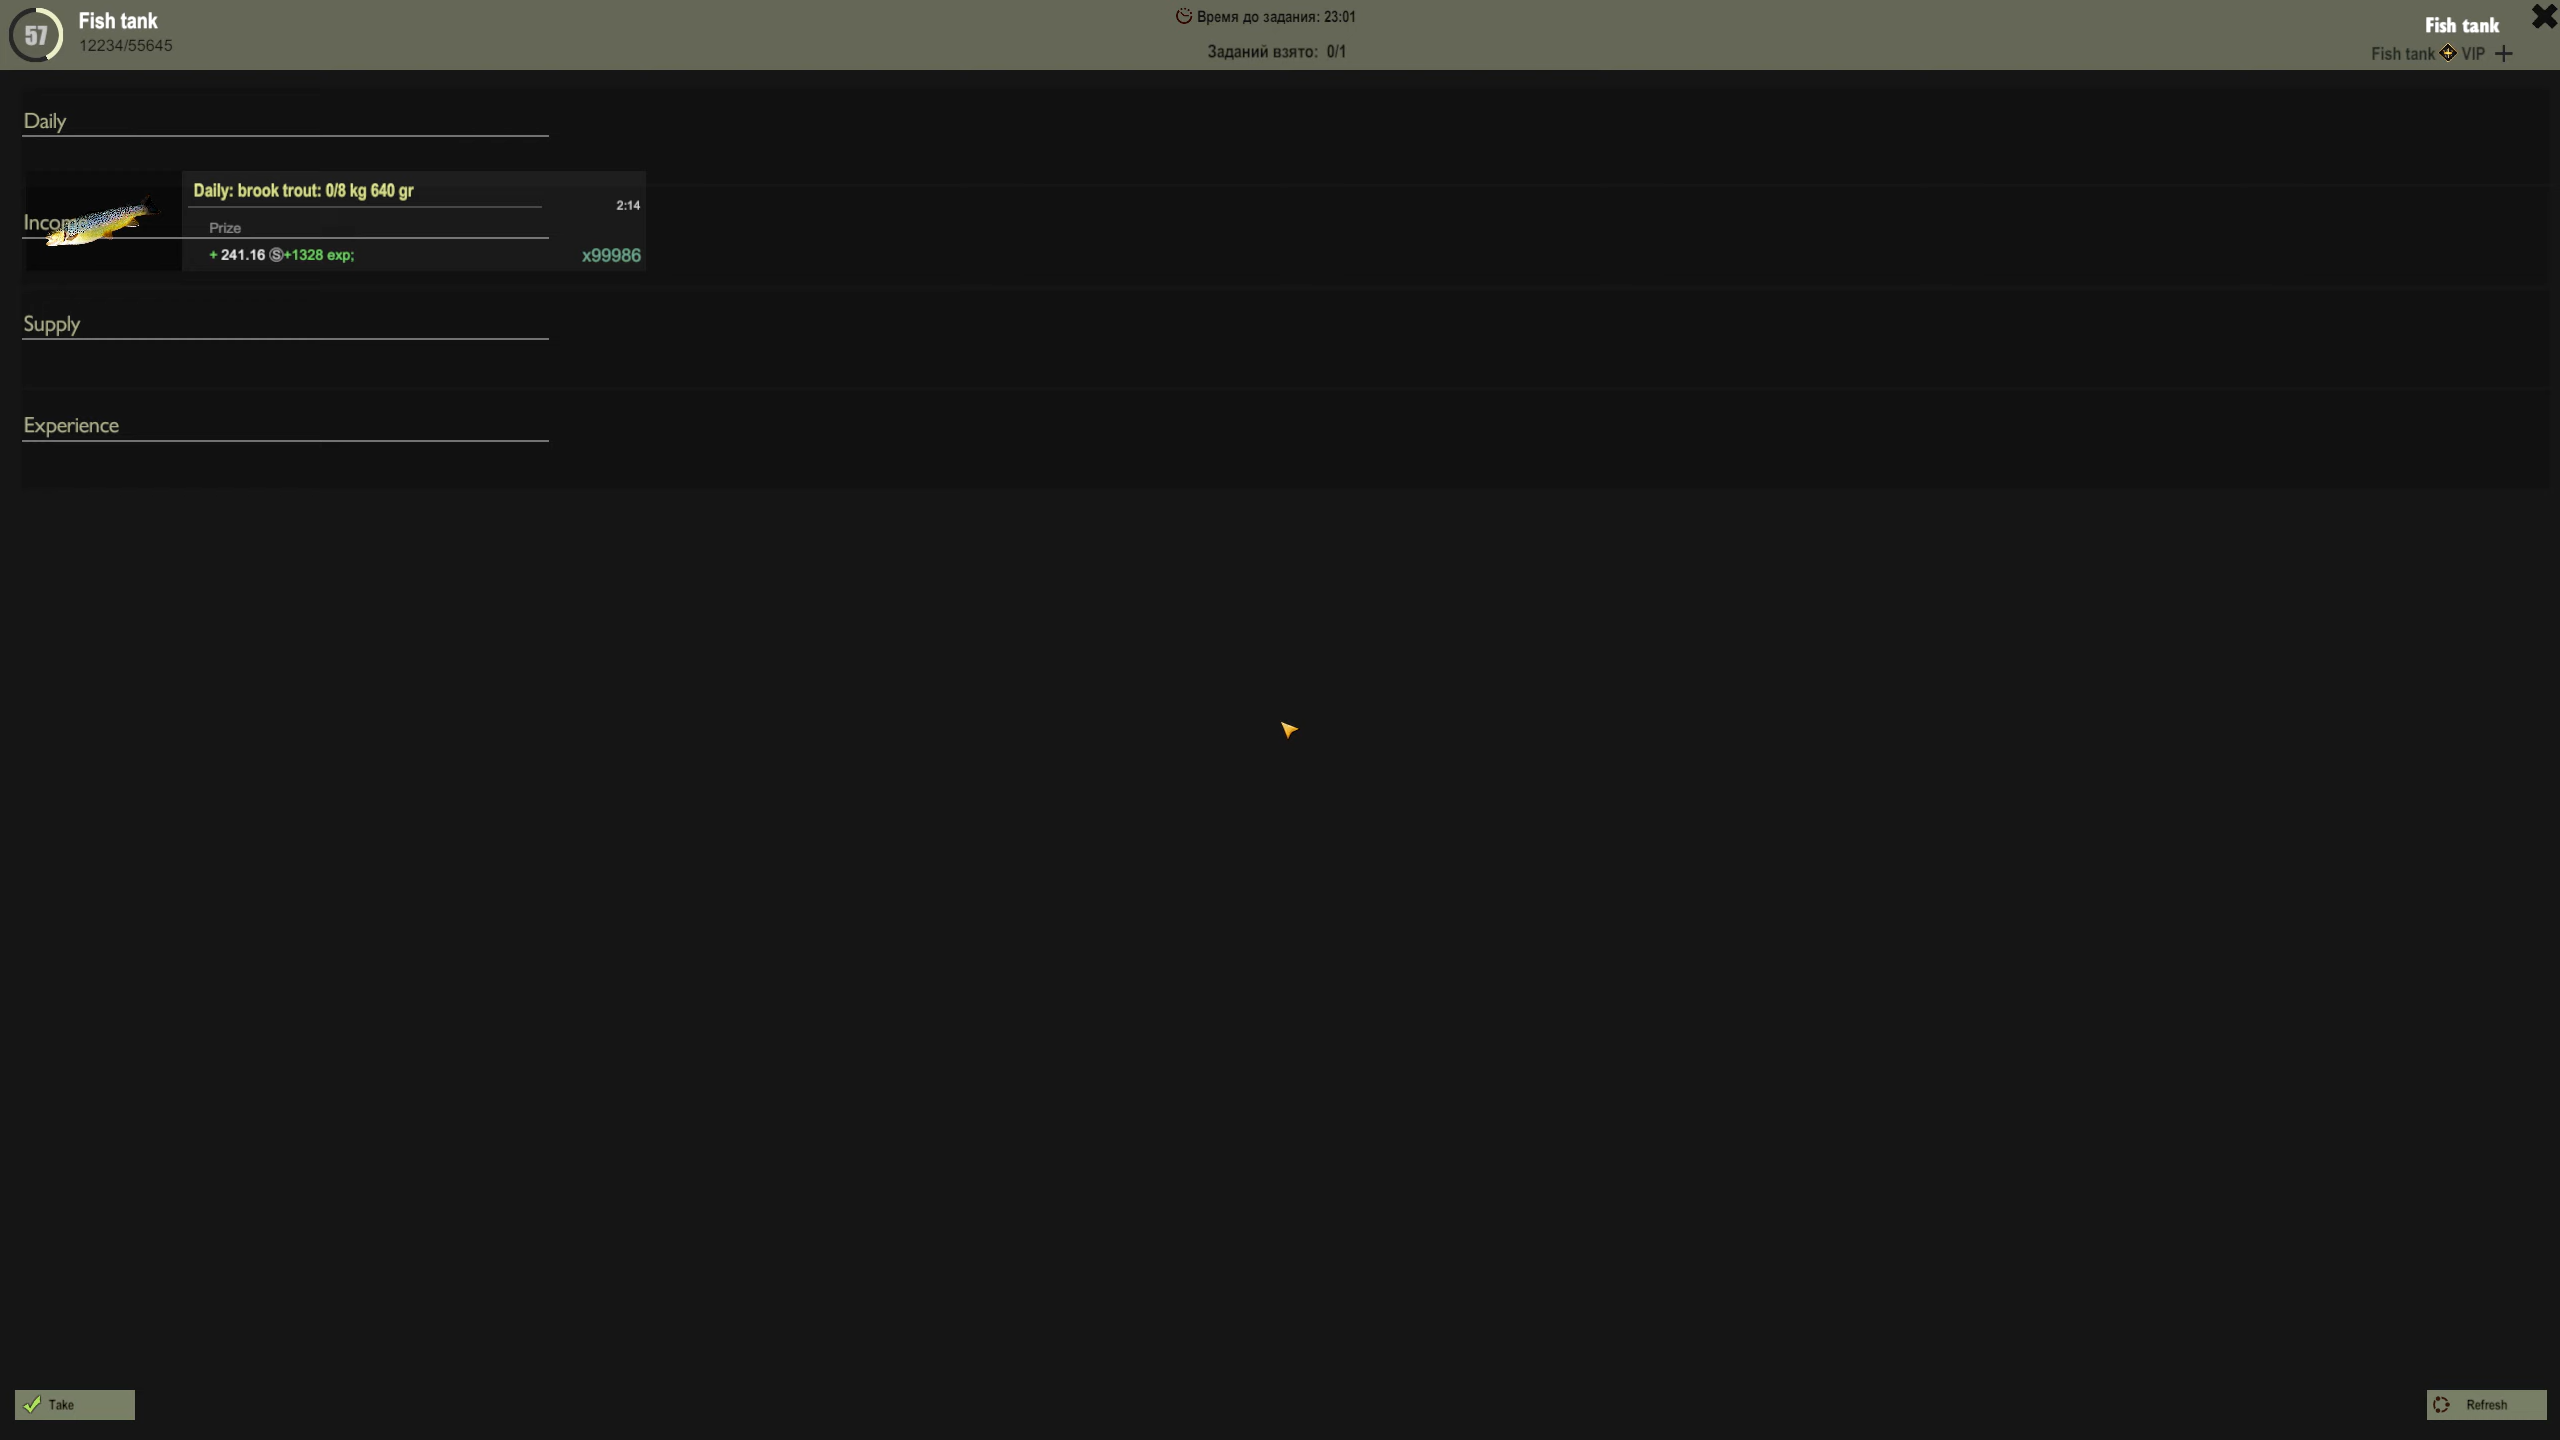 57
Fish tank
12234/55645
Время до задания: 23:01
Заданий взято: 0/1
Fish tank
Fish tank VIP
Daily
Daily: brook trout: 0/8 kg 640 gr
2:14
Income
Prize
+ 241.16 Ⓢ+1328 exp;
x99986
Supply
Experience
Take
Refresh